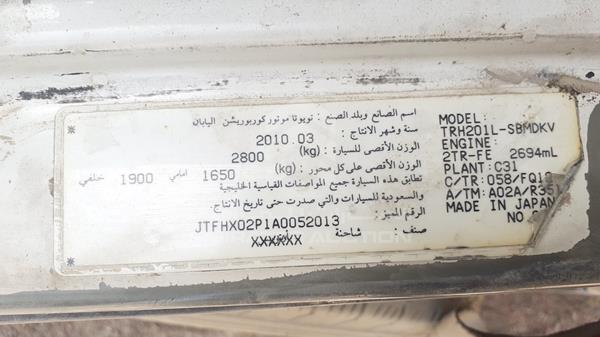 اسم الصانع وبلد الصنع : تويوتا موتور كوربوريشن اليابان
سنة وشهر الانتاج : 2010.03
الوزن الأقصى للسيارة : (kg) 2800
الوزن الأقصى على كل محور : (kg) 1650 امامي 1900 خلفي
تطابق هذه السيارة جميع المواصفات القياسية الخليجية
والسعودية للسيارات والتي صدرت حتى تاريخ الانتاج.
الرقم المميز : JTFHX02P1A0052013
صنف : شاحنة
MODEL:
TRH201L-SBMDKV
ENGINE:
2TR-FE 2694mL
PLANT: C31
C/TR: 058/FQ10
A/TM: A02A/R351
MADE IN JAPAN
NO